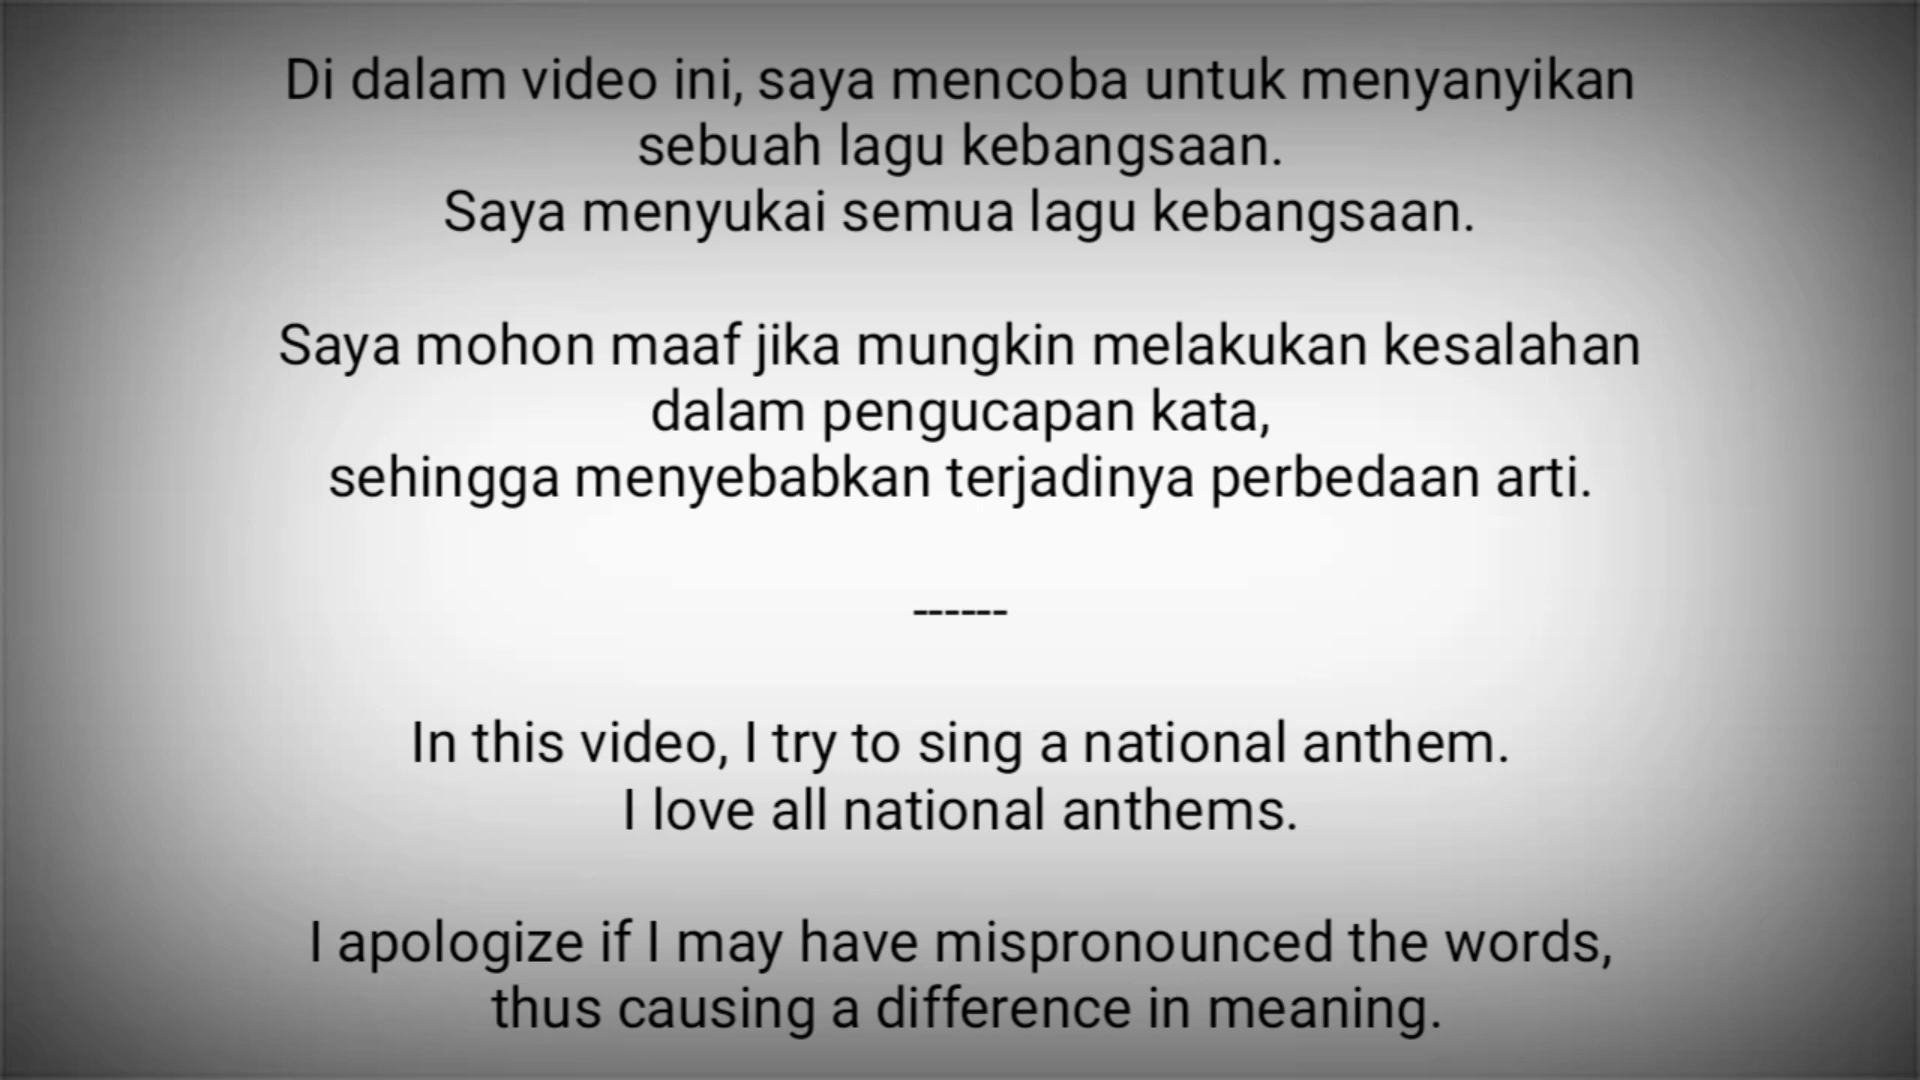 Di dalam video ini, saya mencoba untuk menyanyikan
sebuah lagu kebangsaan.
Saya menyukai semua lagu kebangsaan.
Saya mohon maaf jika mungkin melakukan kesalahan
dalam pengucapan kata,
sehingga menyebabkan terjadinya perbedaan arti.
------
In this video, I try to sing a national anthem.
I love all national anthems.
I apologize if I may have mispronounced the words,
thus causing a difference in meaning.